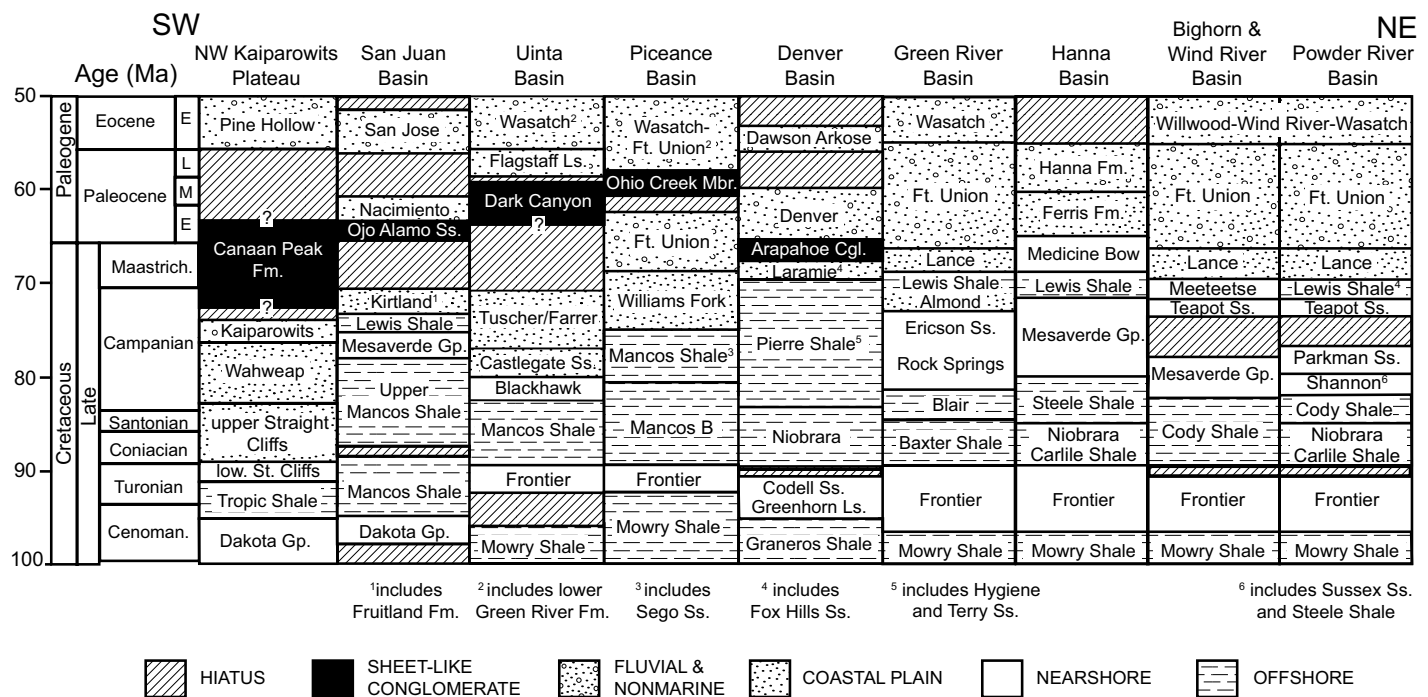 SW
NE
Age (Ma)
NW Kaiparowits
Plateau
San Juan
Basin
Uinta
Basin
Piceance
Basin
Denver
Basin
Green River
Basin
Hanna
Basin
Bighorn &
Wind River
Basin
Powder River
Basin
50
60
70
80
90
100
Paleogene
Cretaceous
Late
Eocene
E
Paleocene
L
M
E
Maastrich.
Campanian
Santonian
Coniacian
Turonian
Cenoman.
Pine Hollow
?
Canaan Peak
Fm.
?
Kaiparowits
Wahweap
upper Straight
Cliffs
low. St. Cliffs
Tropic Shale
Dakota Gp.
San Jose
Nacimiento
Ojo Alamo Ss.
Kirtland¹
Lewis Shale
Mesaverde Gp.
Upper
Mancos Shale
Mancos Shale
Dakota Gp.
Wasatch²
Flagstaff Ls.
Dark Canyon
?
Tuscher/Farrer
Castlegate Ss.
Blackhawk
Mancos Shale
Frontier
Mowry Shale
Wasatch-
Ft. Union²
Ohio Creek Mbr.
Ft. Union
Williams Fork
Mancos Shale³
Mancos B
Frontier
Mowry Shale
Dawson Arkose
Denver
Arapahoe Cgl.
Laramie⁴
Pierre Shale⁵
Niobrara
Codell Ss.
Greenhorn Ls.
Graneros Shale
Wasatch
Ft. Union
Lance
Lewis Shale
Almond
Ericson Ss.
Rock Springs
Blair
Baxter Shale
Frontier
Mowry Shale
Hanna Fm.
Ferris Fm.
Medicine Bow
Lewis Shale
Mesaverde Gp.
Steele Shale
Niobrara
Carlile Shale
Frontier
Mowry Shale
Willwood-Wind River-Wasatch
Ft. Union
Lance
Meeteetse
Teapot Ss.
Mesaverde Gp.
Cody Shale
Frontier
Mowry Shale
Ft. Union
Lance
Lewis Shale⁴
Teapot Ss.
Parkman Ss.
Shannon⁶
Cody Shale
Niobrara
Carlile Shale
Frontier
Mowry Shale
¹includes
Fruitland Fm.
² includes lower
Green River Fm.
³ includes
Sego Ss.
⁴ includes
Fox Hills Ss.
⁵ includes Hygiene
and Terry Ss.
⁶ includes Sussex Ss.
and Steele Shale
HIATUS
SHEET-LIKE
CONGLOMERATE
FLUVIAL &
NONMARINE
COASTAL PLAIN
NEARSHORE
OFFSHORE